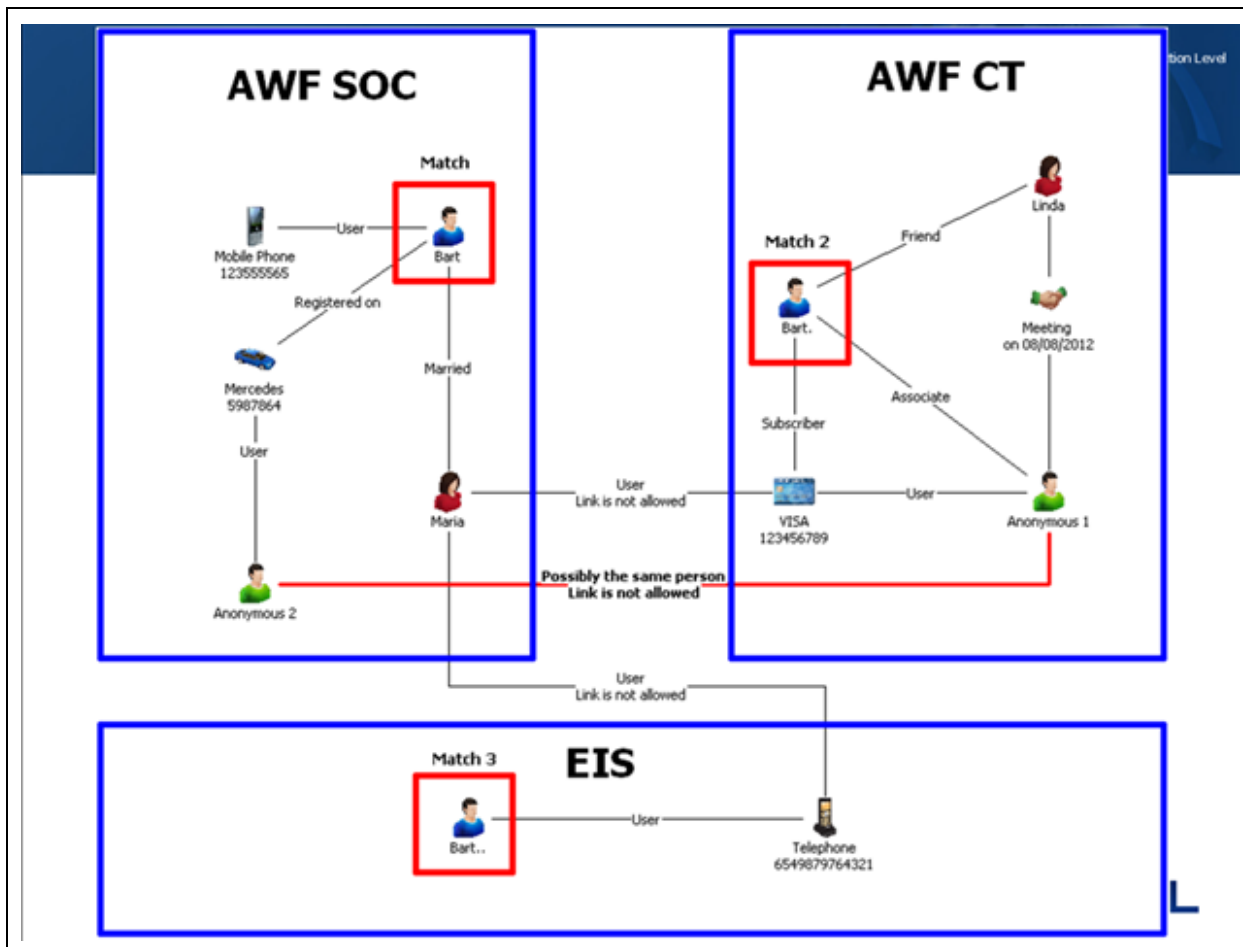 AWF SOC
AWF CT
tion Level
Match
User
Mobile Phone
123555565
Bart
Registered on
Mercedes
5987864
Married
User
Maria
Anonymous 2
Linda
Friend
Match 2
Bart.
Meeting
on 08/08/2012
Associate
Subscriber
User
Link is not allowed
VISA
123456789
User
Anonymous 1
Possibly the same person
Link is not allowed
User
Link is not allowed
EIS
Match 3
Bart..
User
Telephone
6549879764321
L